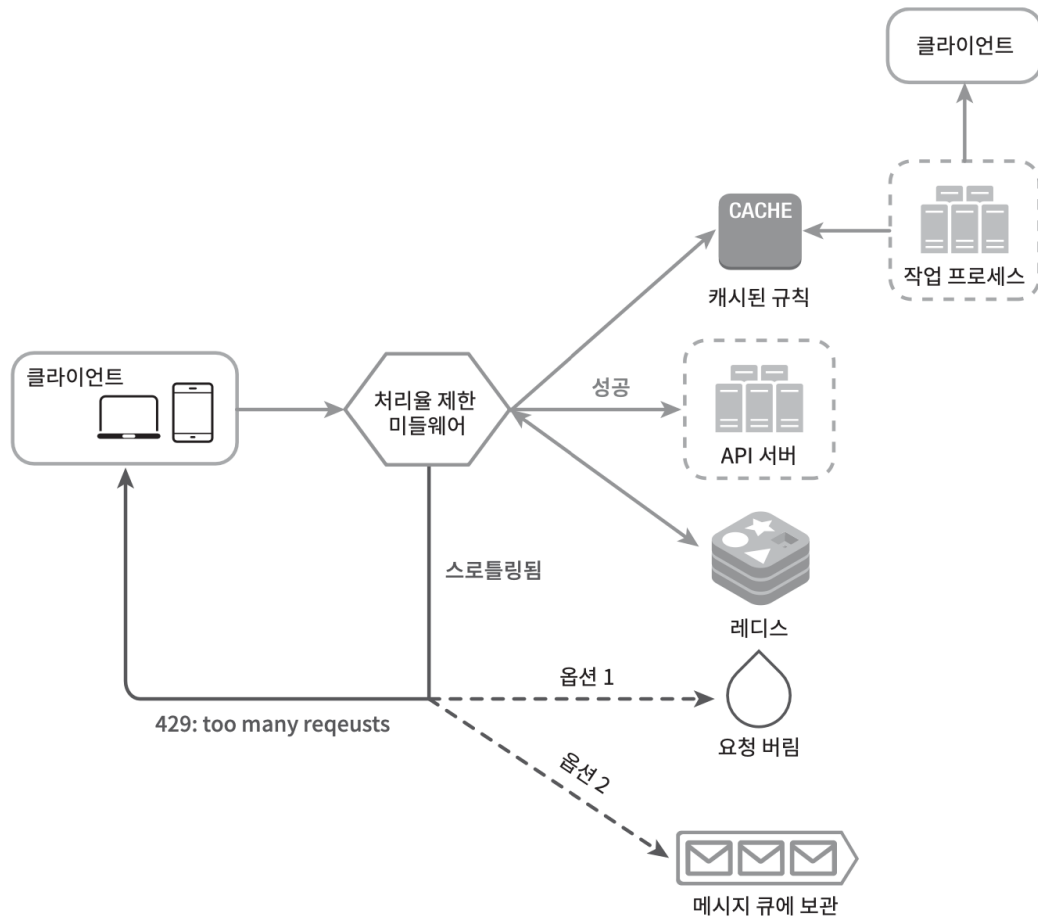 클라이언트
CACHE
작업 프로세스
캐시된 규칙
클라이언트
처리율 제한
미들웨어
성공
API 서버
스로틀링됨
레디스
옵션 1
429: too many reqeusts
요청 버림
옵션 2
메시지 큐에 보관